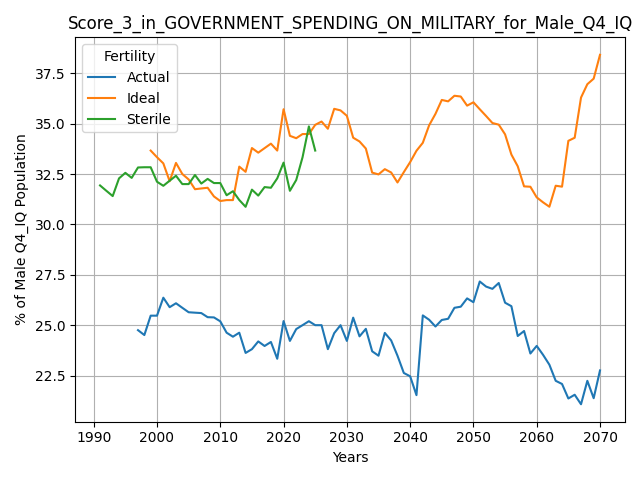 Score_3_in_GOVERNMENT_SPENDING_ON_MILITARY_for_Male_Q4_IQ
Fertility
Actual
Ideal
Sterile
% of Male Q4_IQ Population
37.5
35.0
32.5
30.0
27.5
25.0
22.5
1990 2000 2010 2020 2030 2040 2050 2060 2070
Years